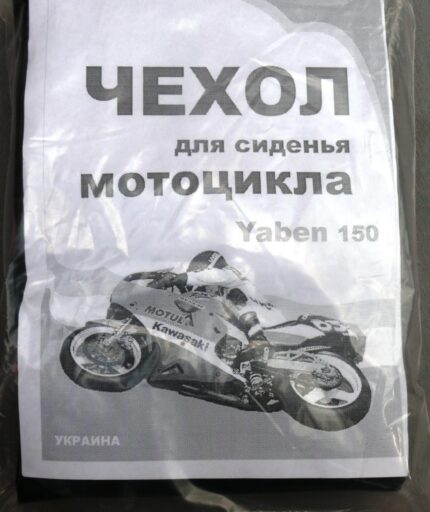 ЧЕХОЛ
для сиденья
мотоцикла
Yaben 150
MOTUL
Kawasaki
УКРАИНА